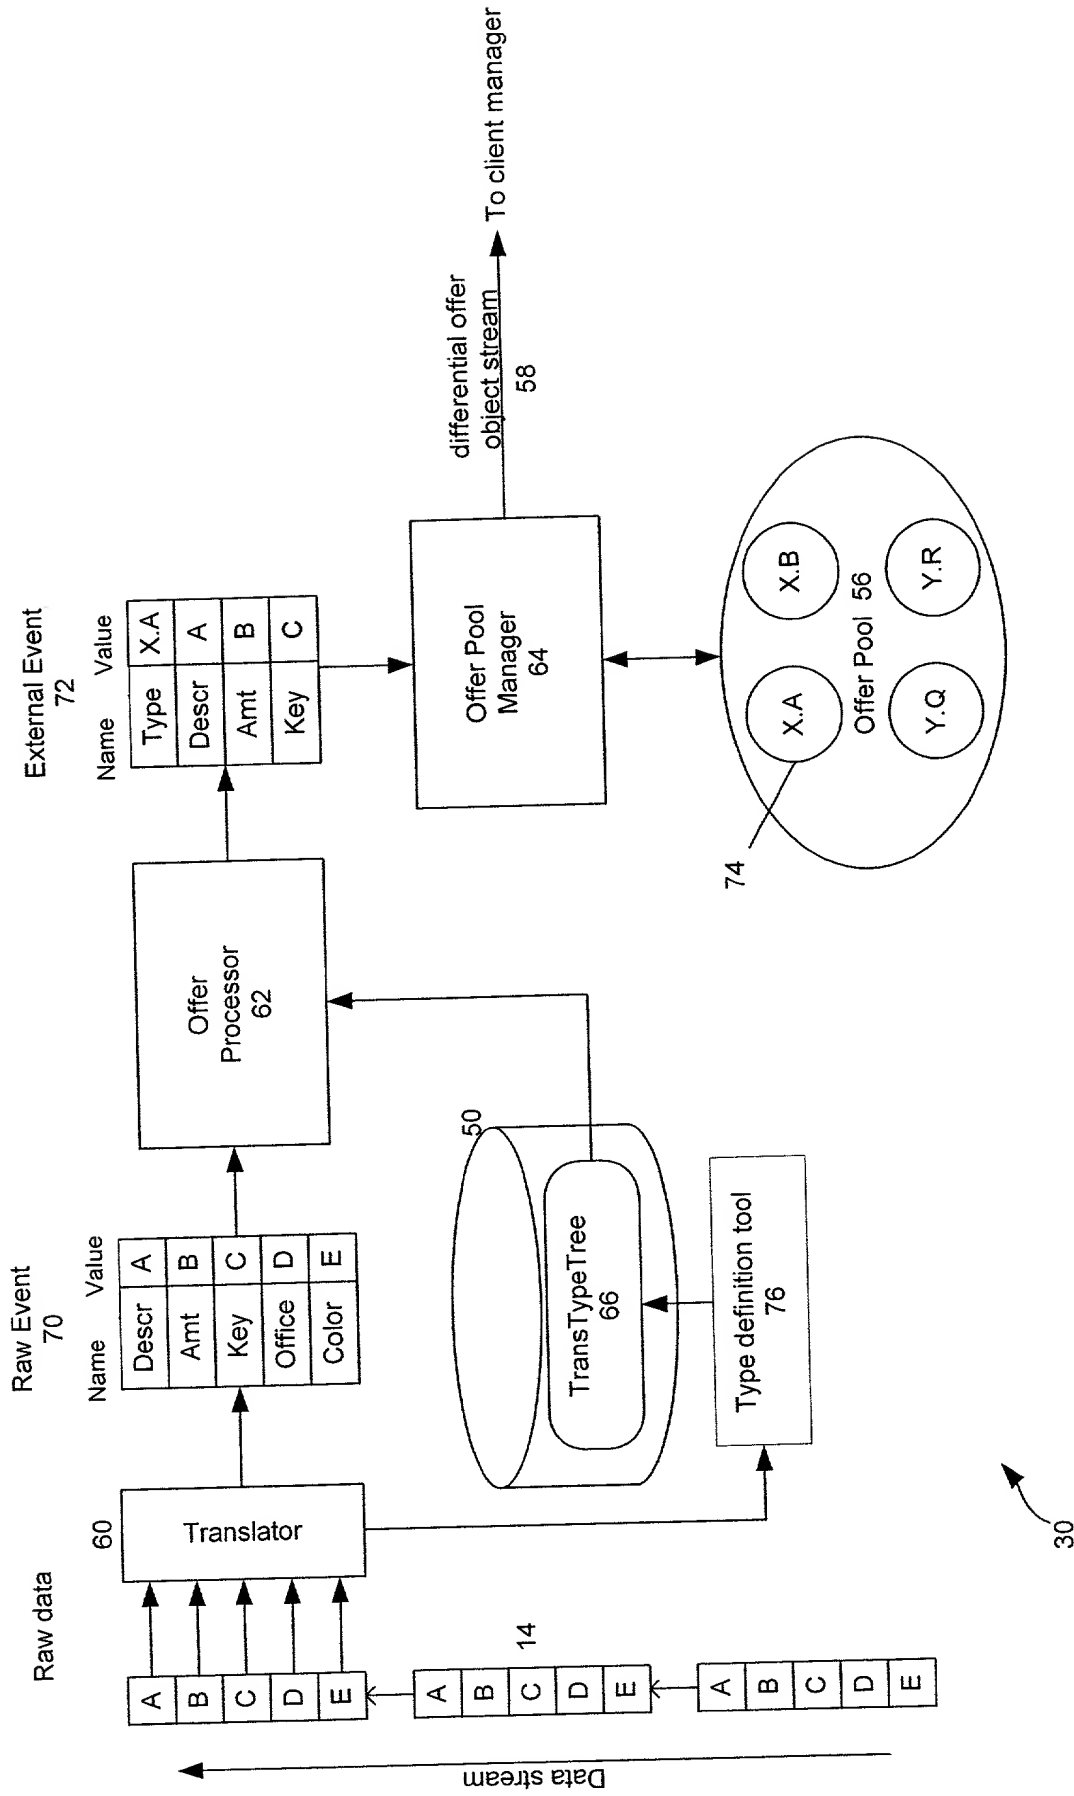 Raw data
Data stream
A
B
C
D
E
A
B
C
D
E
14
A
B
C
D
E
60
Translator
Raw Event
70
Name Value
Descr A
Amt B
Key C
Office D
Color E
Offer
Processor
62
External Event
72
Name Value
Type X.A
Descr A
Amt B
Key C
50
TransTypeTree
66
Type definition tool
76
Offer Pool
Manager
64
differential offer
object stream
58
To client manager
74
X.A
X.B
Offer Pool 56
Y.Q
Y.R
30